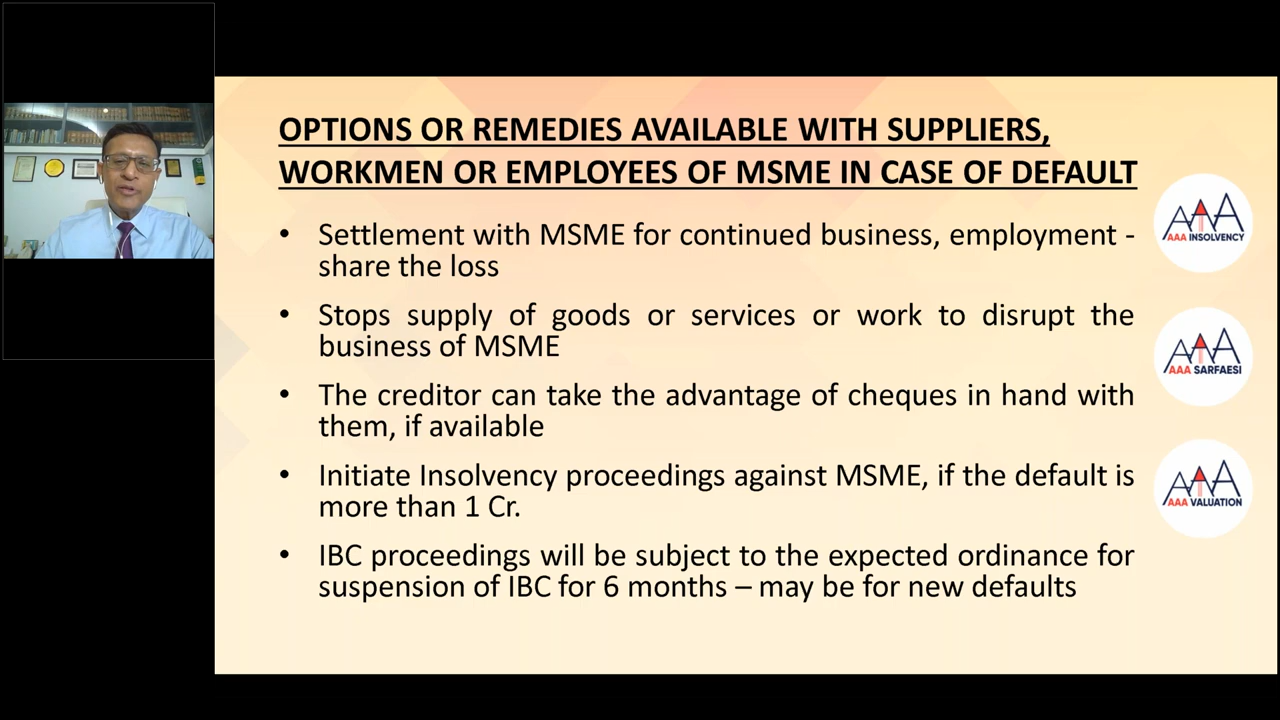 OPTIONS OR REMEDIES AVAILABLE WITH SUPPLIERS,
WORKMEN OR EMPLOYEES OF MSME IN CASE OF DEFAULT
• Settlement with MSME for continued business, employment -
share the loss
• Stops supply of goods or services or work to disrupt the
business of MSME
• The creditor can take the advantage of cheques in hand with
them, if available
• Initiate Insolvency proceedings against MSME, if the default is
more than 1 Cr.
• IBC proceedings will be subject to the expected ordinance for
suspension of IBC for 6 months – may be for new defaults
AAA
AAA INSOLVENCY
AAA
AAA SARFAESI
AAA
AAA VALUATION